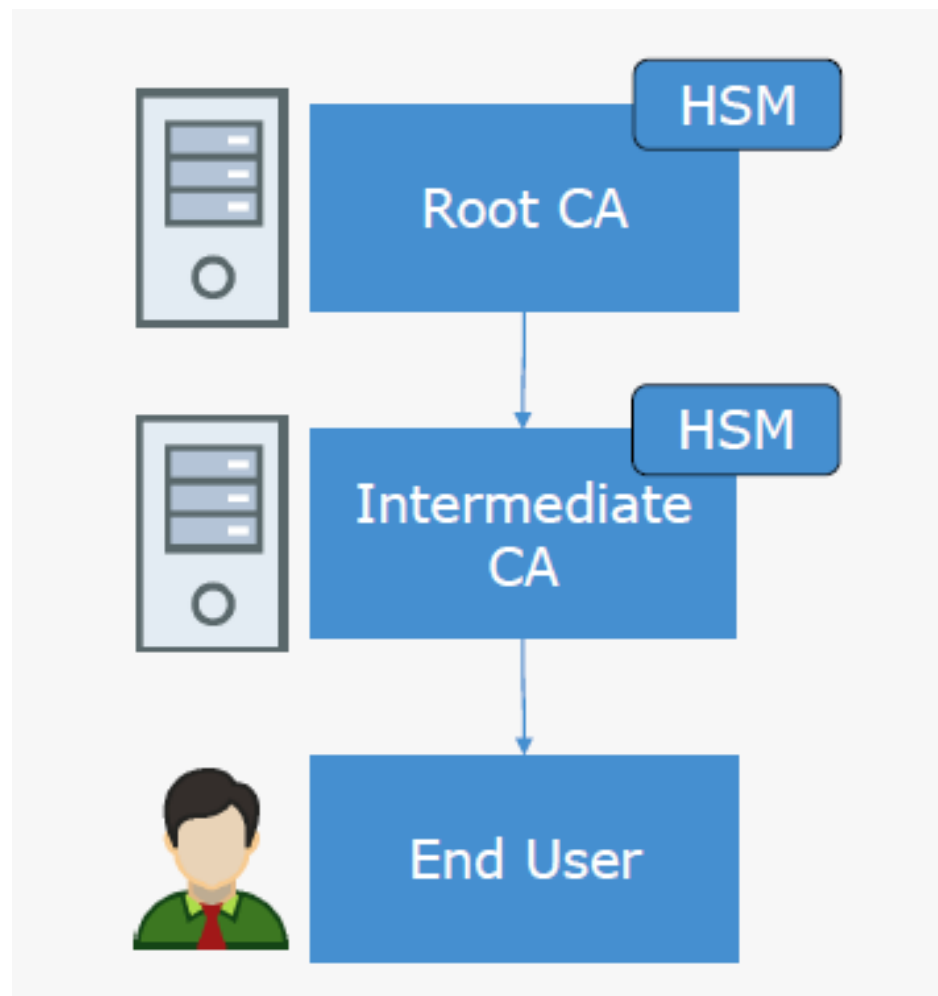 HSM
Root CA
HSM
Intermediate
CA
End User